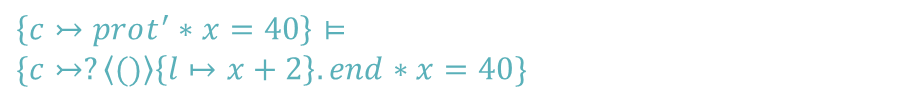 {c ↣ prot′ ∗ x = 40} ⊨
{c ↣? ⟨()⟩{l ↦ x + 2}. end ∗ x = 40}